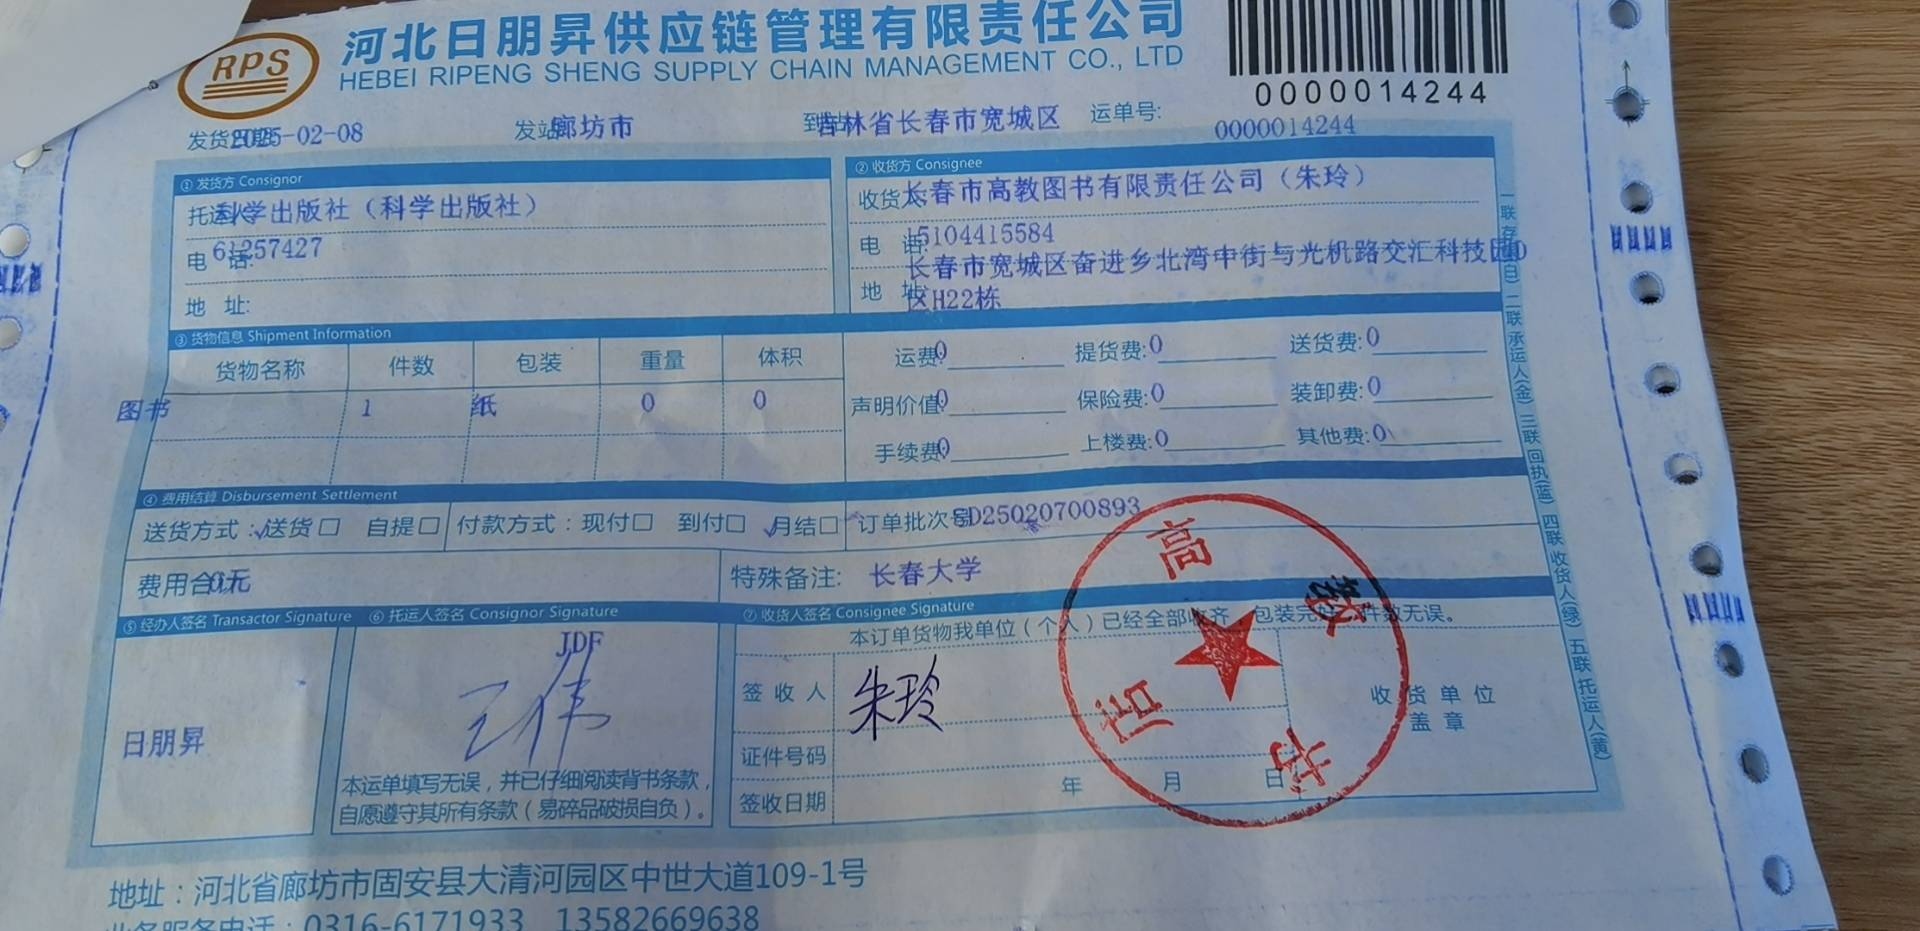 RPS
河北日朋昇供应链管理有限责任公司
HEBEI RIPENG SHENG SUPPLY CHAIN MANAGEMENT CO., LTD
0000014244
发货日期 2025-02-08 发站 廊坊市 到站 吉林省长春市宽城区 运单号: 0000014244
① 发货方 Consignor
托运人: 科学出版社（科学出版社）
电 话: 61257427
地 址:
② 收货方 Consignee
收货人: 长春市高教图书有限责任公司（朱玲）
电 话: 15104415584
地 址: 长春市宽城区奋进乡北湾中街与光机路交汇科技园D
区H22栋
③ 货物信息 Shipment Information
货物名称 件数 包装 重量 体积
图书 1 纸 0 0
运费:0 提货费:0 送货费:0
声明价值:0 保险费:0 装卸费:0
手续费:0 上楼费:0 其他费:0
④ 费用结算 Disbursement Settlement
送货方式:√送货□ 自提□ 付款方式:现付□ 到付□ √月结□ 订单批次号 SD25020700893
费用合计: 0元 特殊备注: 长春大学
⑤ 经办人签名 Transactor Signature
日朋昇
⑥ 托运人签名 Consignor Signature
JDF
王伟
本运单填写无误，并已仔细阅读背书条款，
自愿遵守其所有条款（易碎品破损自负）。
⑦ 收货人签名 Consignee Signature
本订单货物我单位（个人）已经全部收齐 包装完好 件数无误。
签 收 人 朱玲
证件号码
签收日期 年 月 日
收 货 单 位
盖 章
高 教 书 店
一联存 (白) 二联 承运人(金) 三联 回执(蓝) 四联 收货人(绿) 五联 托运人(黄)
地址：河北省廊坊市固安县大清河园区中世大道109-1号
业务服务电话：0316-6171933 13582669638